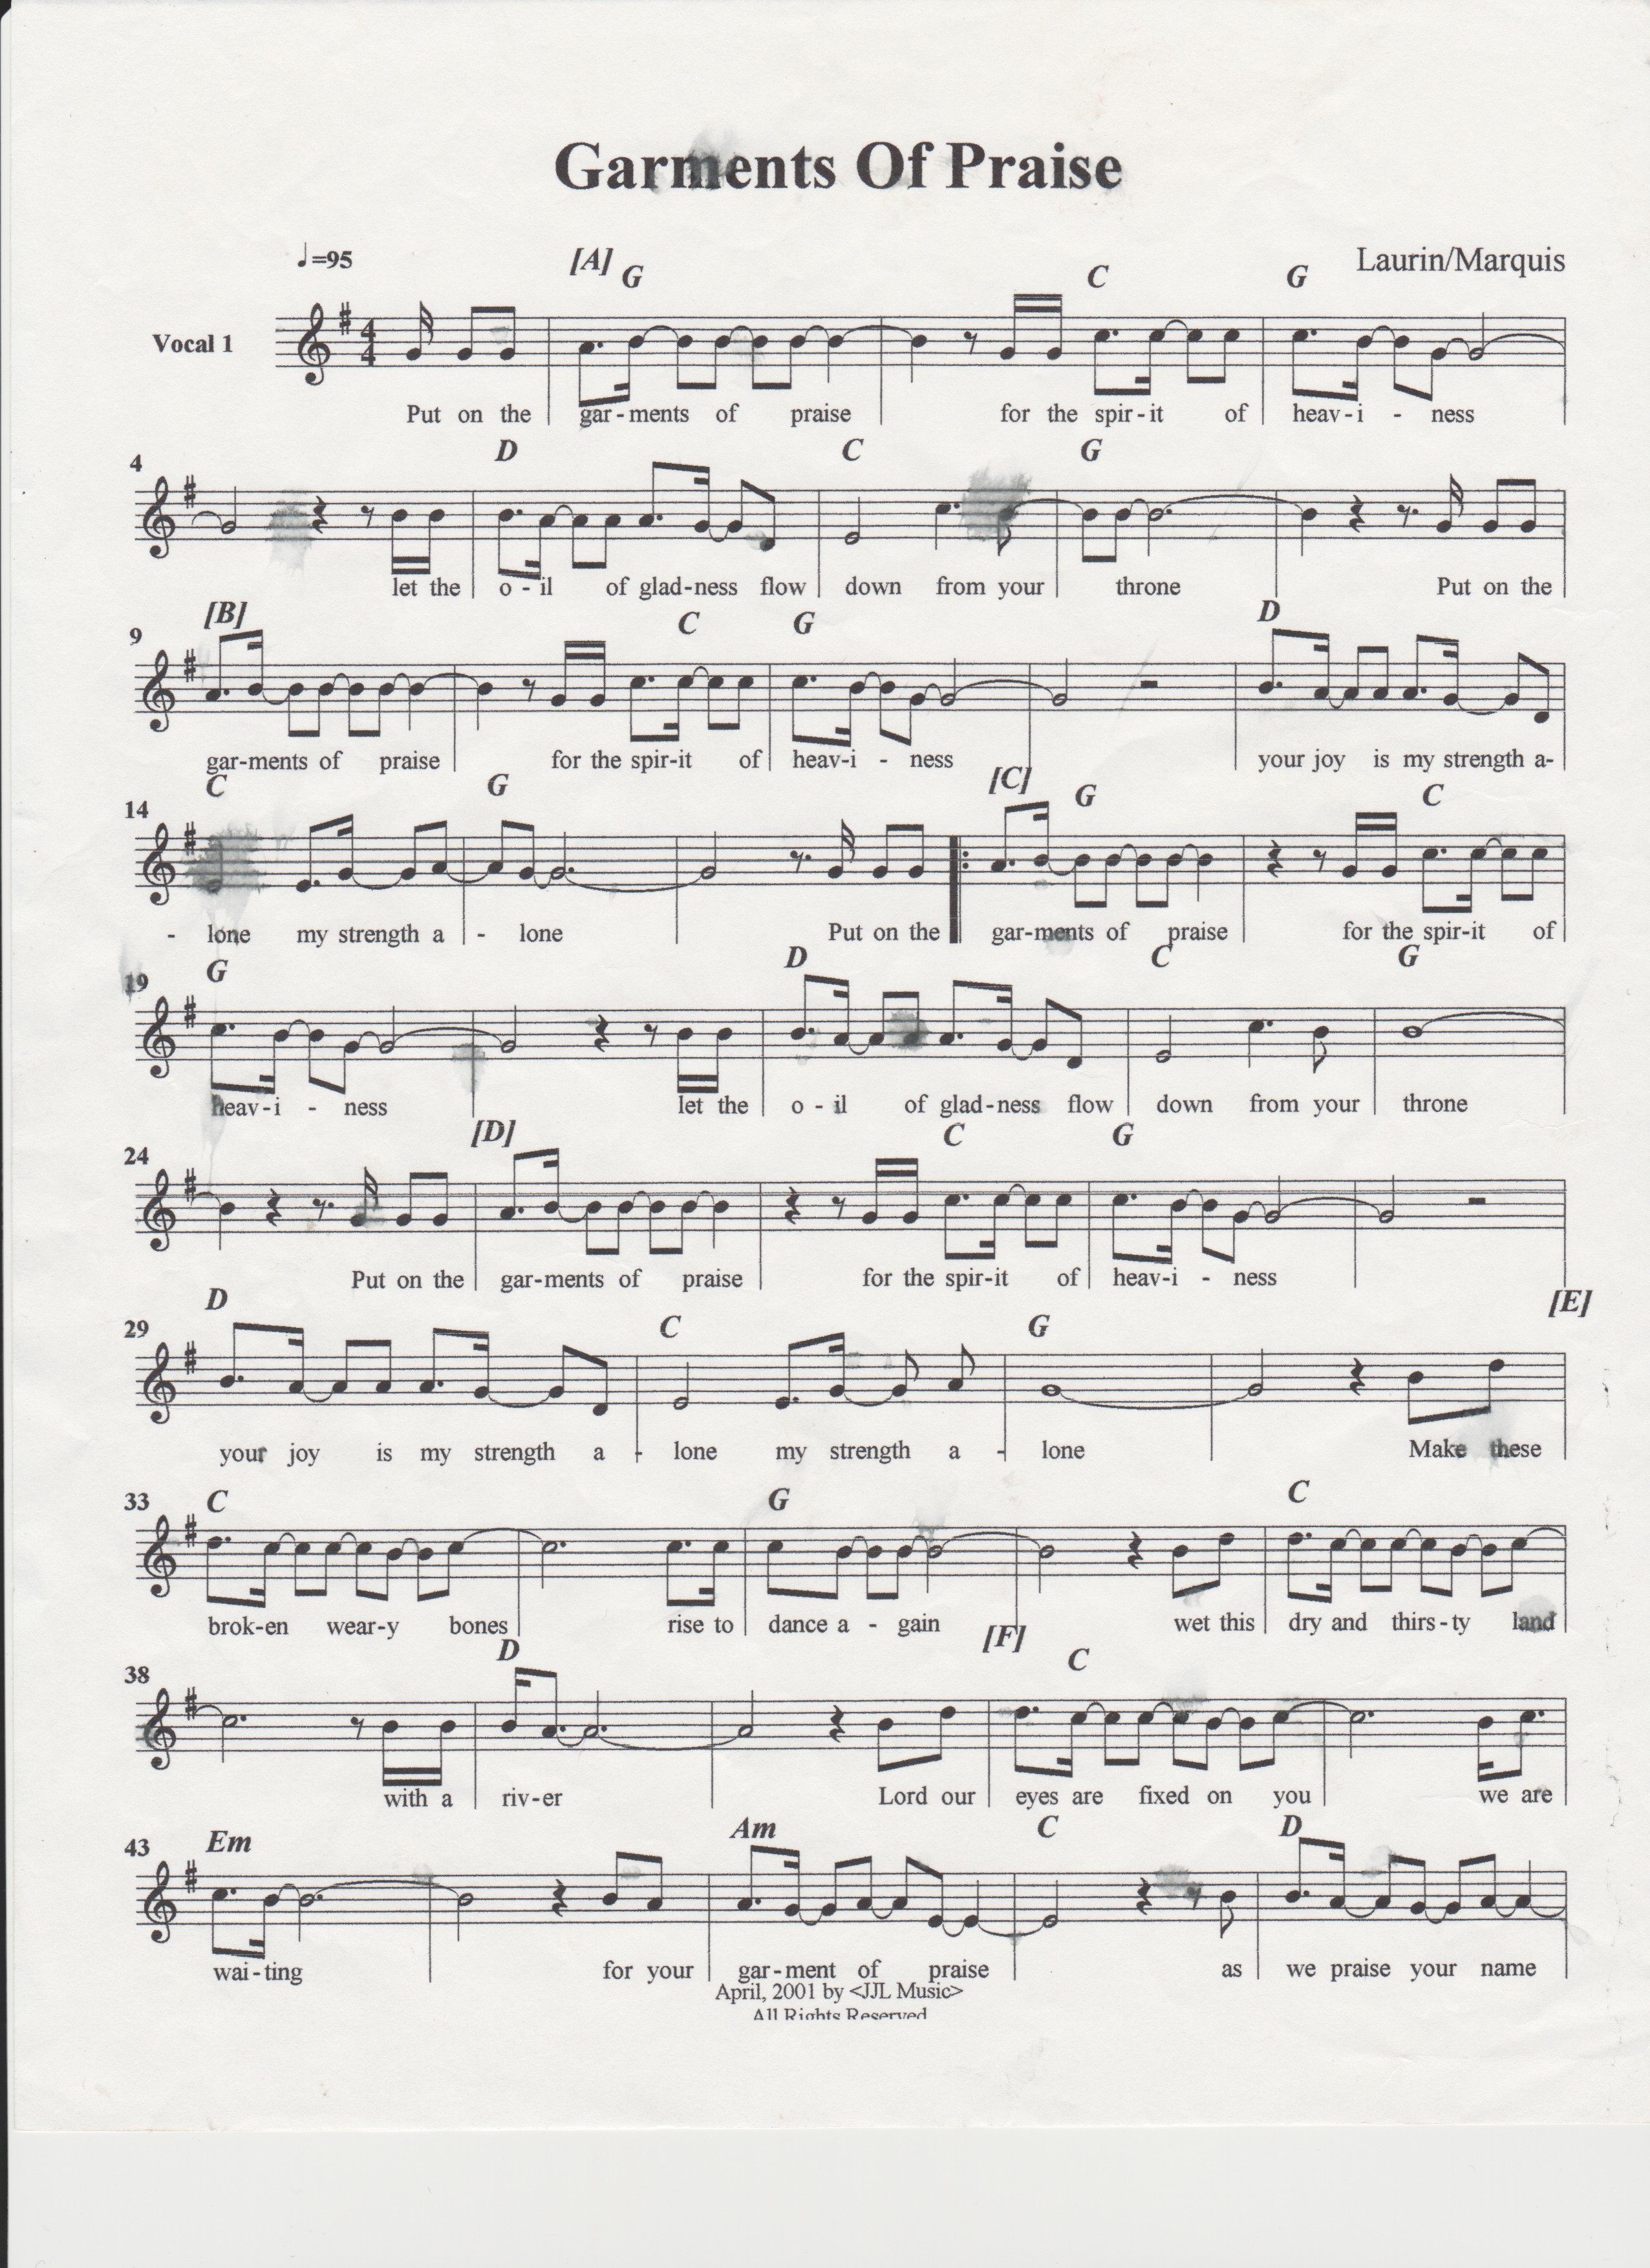 Garments Of Praise
♩=95
[A] G C G Laurin/Marquis
Vocal 1
4
4
Put on the gar - ments of praise for the spir - it of heav - i - ness
4 D C G
let the o - il of glad - ness flow down from your throne Put on the
9 [B] C G D
gar-ments of praise for the spir-it of heav-i - ness your joy is my strength a-
14 C G [C] G C
- lone my strength a - lone Put on the gar-ments of praise for the spir-it of
19 G D C G
heav - i - ness let the o - il of glad - ness flow down from your throne
24 [D] C G
Put on the gar-ments of praise for the spir-it of heav-i - ness
29 D C G [E]
your joy is my strength a - lone my strength a - lone Make these
33 C G C
brok-en wear-y bones rise to dance a - gain wet this dry and thirs - ty land
38 D [F] C
with a riv-er Lord our eyes are fixed on you we are
43 Em Am C D
wai - ting for your gar - ment of praise as we praise your name
April, 2001 by <JJL Music>
All Rights Reserved